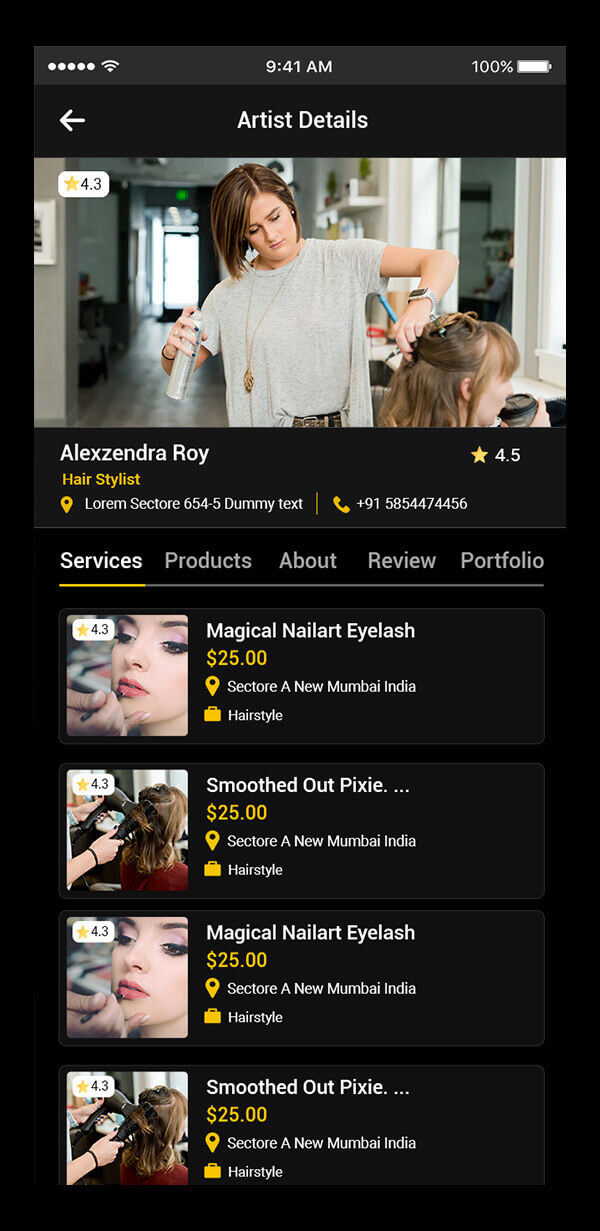 9:41 AM 100%
Artist Details
4.3
Alexzendra Roy 4.5
Hair Stylist
Lorem Sectore 654-5 Dummy text +91 5854474456
Services Products About Review Portfolio
4.3
Magical Nailart Eyelash
$25.00
Sectore A New Mumbai India
Hairstyle
4.3
Smoothed Out Pixie. ...
$25.00
Sectore A New Mumbai India
Hairstyle
4.3
Magical Nailart Eyelash
$25.00
Sectore A New Mumbai India
Hairstyle
4.3
Smoothed Out Pixie. ...
$25.00
Sectore A New Mumbai India
Hairstyle